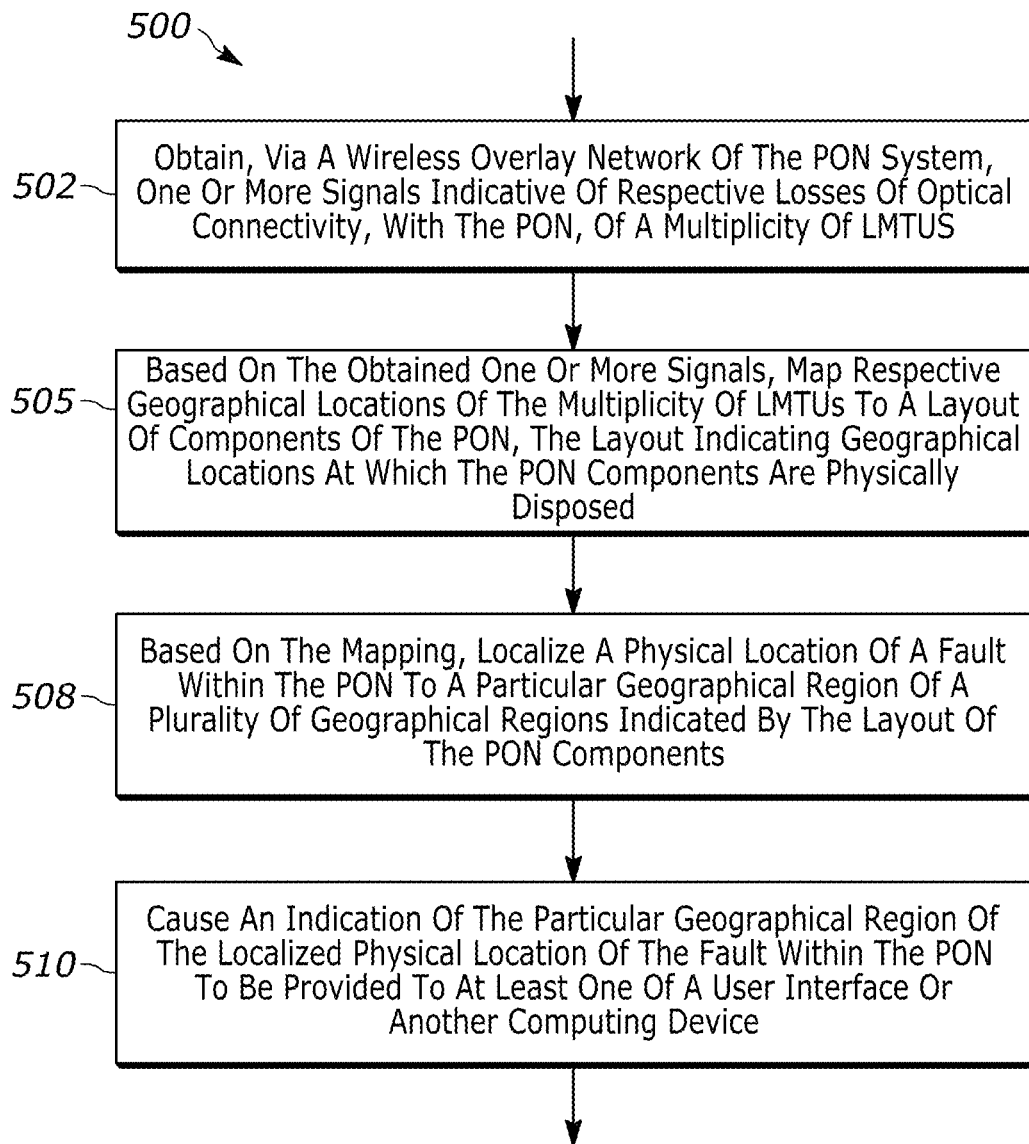 500
502
Obtain, Via A Wireless Overlay Network Of The PON System,
One Or More Signals Indicative Of Respective Losses Of Optical
Connectivity, With The PON, Of A Multiplicity Of LMTUS
505
Based On The Obtained One Or More Signals, Map Respective
Geographical Locations Of The Multiplicity Of LMTUs To A Layout
Of Components Of The PON, The Layout Indicating Geographical
Locations At Which The PON Components Are Physically
Disposed
508
Based On The Mapping, Localize A Physical Location Of A Fault
Within The PON To A Particular Geographical Region Of A
Plurality Of Geographical Regions Indicated By The Layout Of
The PON Components
510
Cause An Indication Of The Particular Geographical Region Of
The Localized Physical Location Of The Fault Within The PON
To Be Provided To At Least One Of A User Interface Or
Another Computing Device